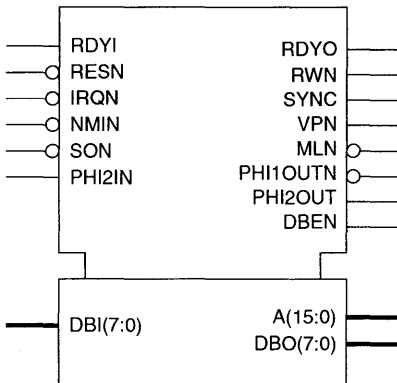 RDYI
RESN
IRQN
NMIN
SON
PHI2IN
RDYO
RWN
SYNC
VPN
MLN
PHI1OUTN
PHI2OUT
DBEN
DBI(7:0)
A(15:0)
DBO(7:0)